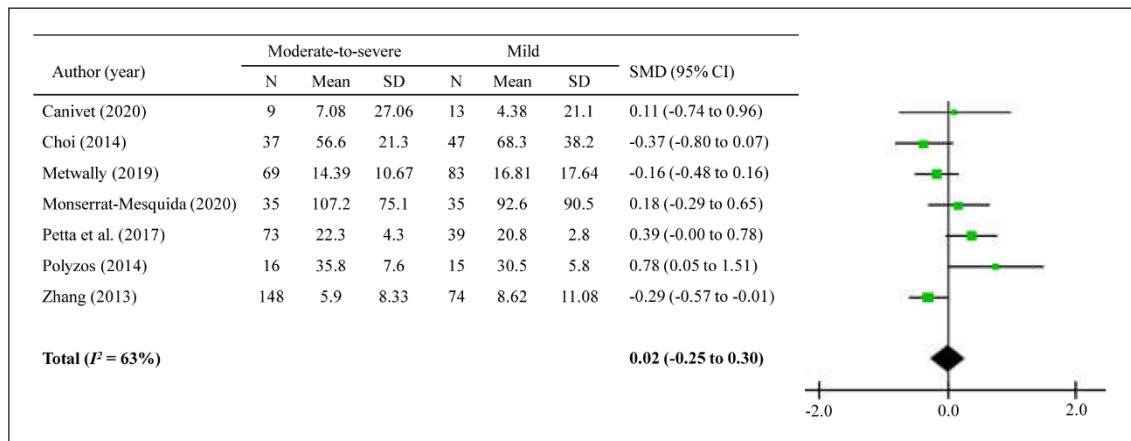 Author (year) Moderate-to-severe Mild SMD (95% CI)
N Mean SD N Mean SD
Canivet (2020) 9 7.08 27.06 13 4.38 21.1 0.11 (-0.74 to 0.96)
Choi (2014) 37 56.6 21.3 47 68.3 38.2 -0.37 (-0.80 to 0.07)
Metwally (2019) 69 14.39 10.67 83 16.81 17.64 -0.16 (-0.48 to 0.16)
Monserrat-Mesquida (2020) 35 107.2 75.1 35 92.6 90.5 0.18 (-0.29 to 0.65)
Petta et al. (2017) 73 22.3 4.3 39 20.8 2.8 0.39 (-0.00 to 0.78)
Polyzos (2014) 16 35.8 7.6 15 30.5 5.8 0.78 (0.05 to 1.51)
Zhang (2013) 148 5.9 8.33 74 8.62 11.08 -0.29 (-0.57 to -0.01)
Total (I² = 63%) 0.02 (-0.25 to 0.30)
-2.0 0.0 2.0